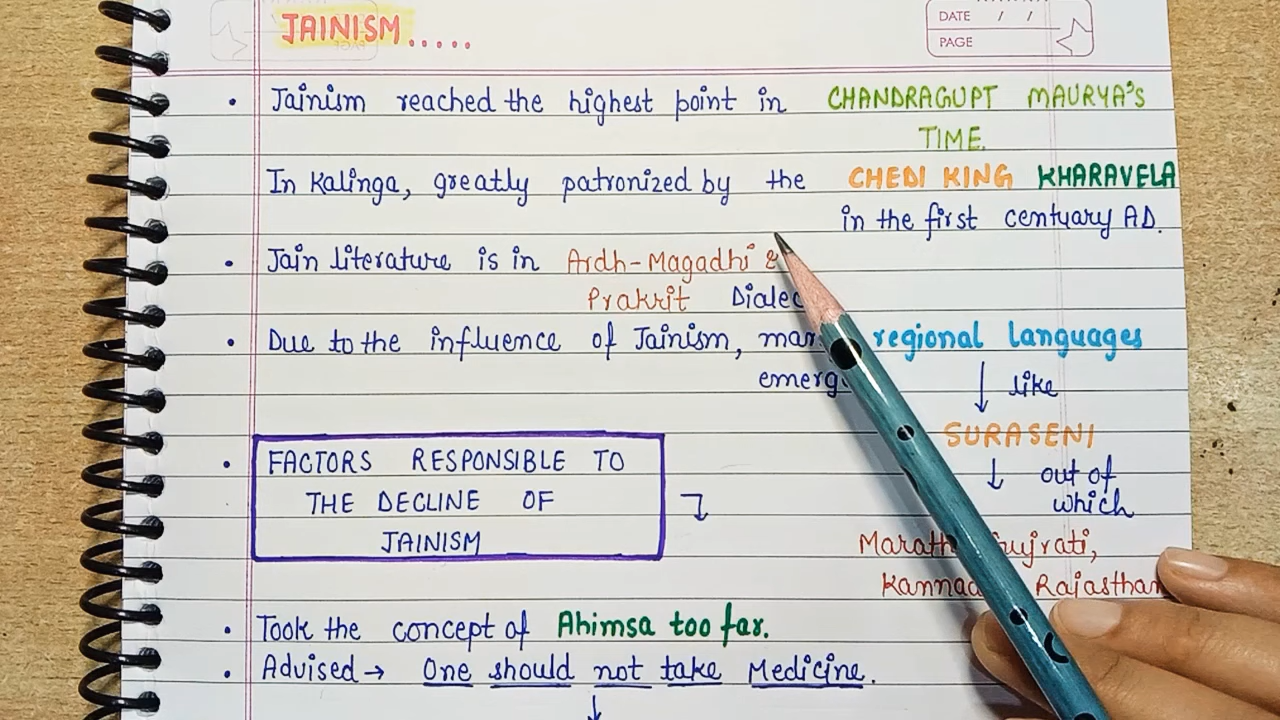 JAINISM.....
DATE / /
PAGE
• Jainism reached the highest point in CHANDRAGUPT MAURYA's
TIME.
In Kalinga, greatly patronized by the CHEDI KING KHARAVELA
in the first centuary AD.
• Jain literature is in Ardh-Magadhi &
Prakrit
• Due to the influence of Jainism, regional languages
↓ like
SURASENI
↓ out of
which
• FACTORS RESPONSIBLE TO
THE DECLINE OF
JAINISM
Gujrati,
• Took the concept of Ahimsa too far.
• Advised → One should not take Medicine.
↓